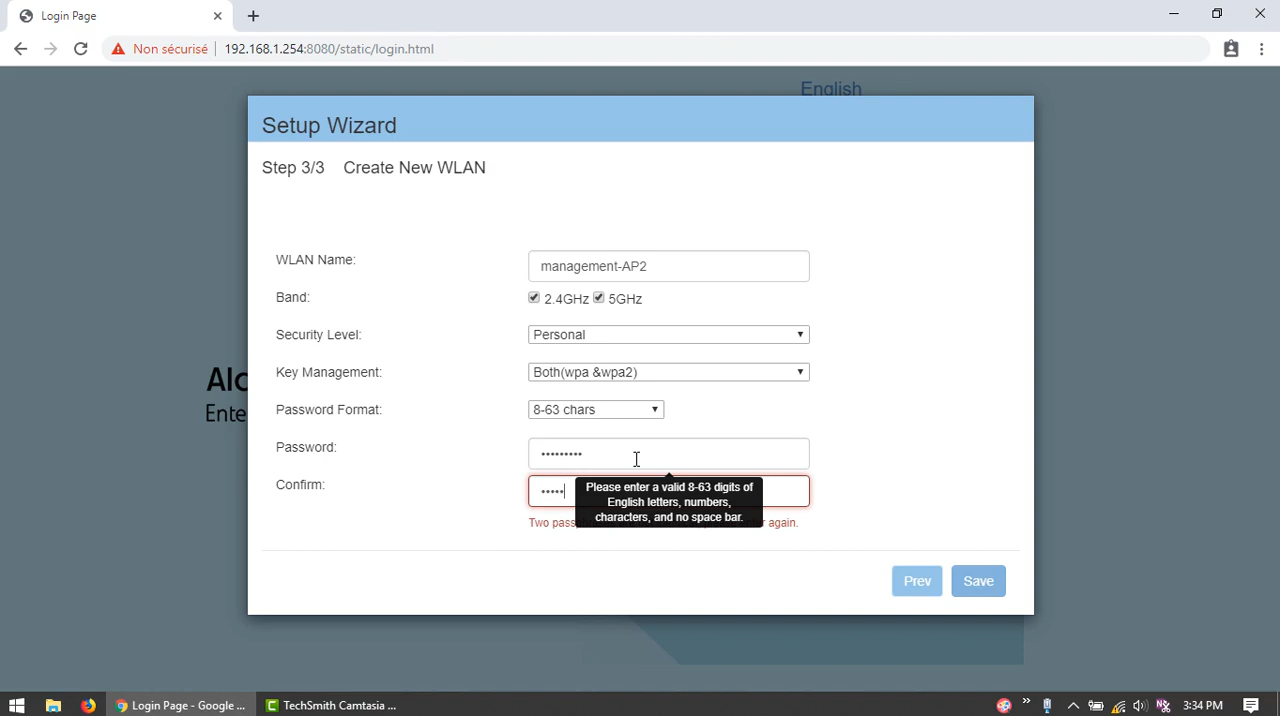 Login Page
Non sécurisé
192.168.1.254:8080/static/login.html
English
Setup Wizard
Step 3/3 Create New WLAN
WLAN Name:
management-AP2
Band:
2.4GHz 5GHz
Security Level:
Personal
Key Management:
Both(wpa &wpa2)
Password Format:
8-63 chars
Password:
•••••••••
Confirm:
•••••
Please enter a valid 8-63 digits of
English letters, numbers,
characters, and no space bar.
Two again.
Prev
Save
Login Page - Google ...
TechSmith Camtasia ...
3:34 PM